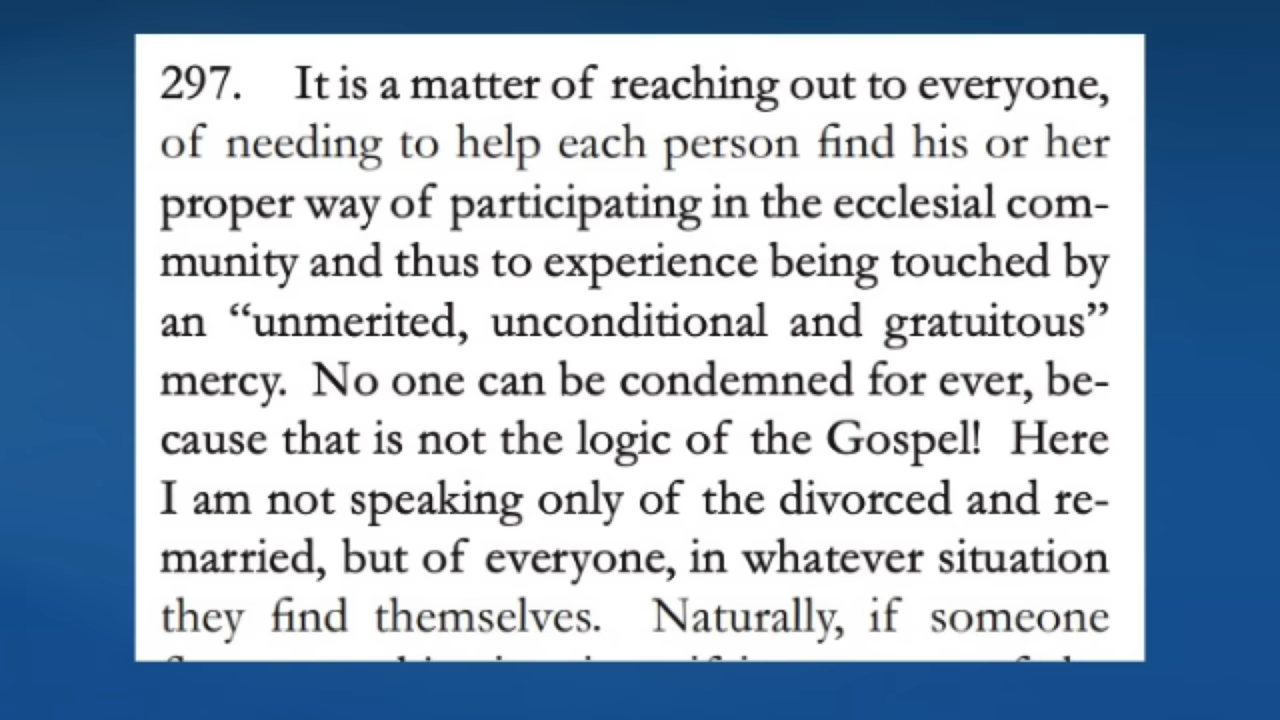 297. It is a matter of reaching out to everyone,
of needing to help each person find his or her
proper way of participating in the ecclesial com-
munity and thus to experience being touched by
an “unmerited, unconditional and gratuitous”
mercy. No one can be condemned for ever, be-
cause that is not the logic of the Gospel! Here
I am not speaking only of the divorced and re-
married, but of everyone, in whatever situation
they find themselves. Naturally, if someone